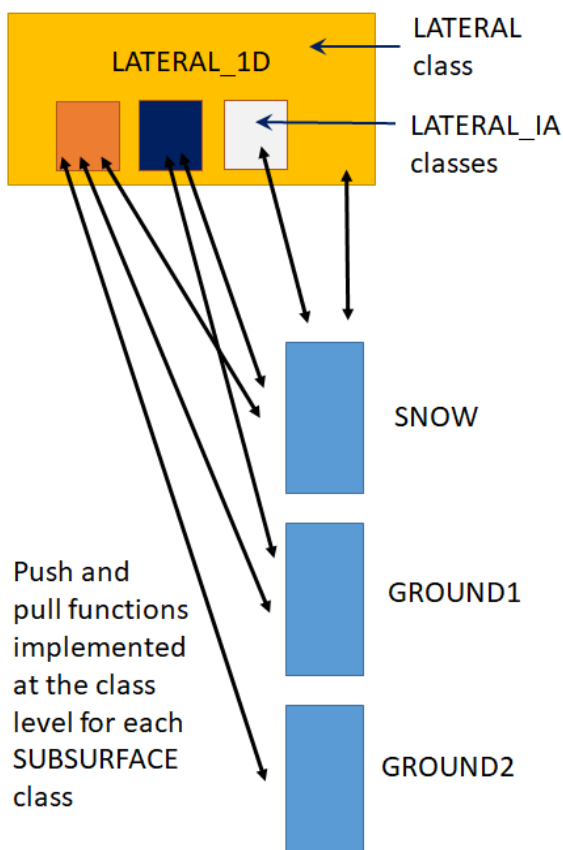 LATERAL
class
LATERAL_1D
LATERAL_IA
classes
SNOW
GROUND1
Push and
pull functions
implemented
at the class
level for each
SUBSURFACE
class
GROUND2